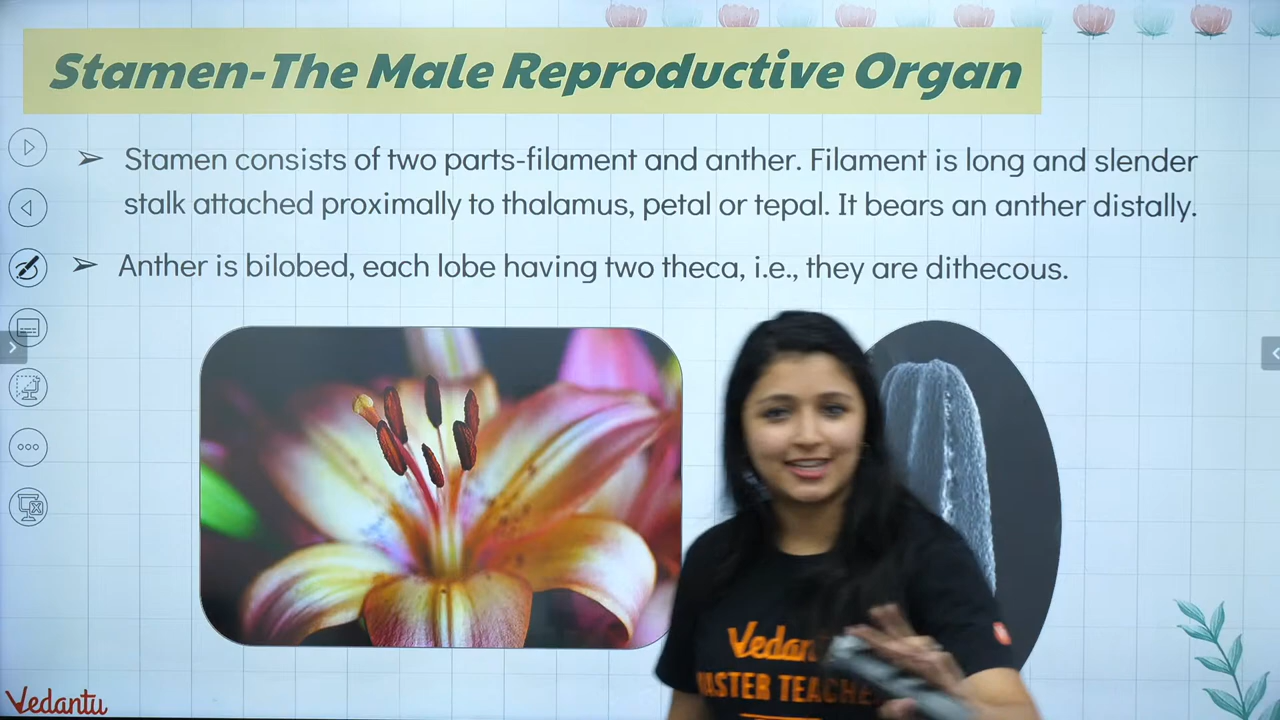 Stamen-The Male Reproductive Organ
➢ Stamen consists of two parts-filament and anther. Filament is long and slender
stalk attached proximally to thalamus, petal or tepal. It bears an anther distally.
➢ Anther is bilobed, each lobe having two theca, i.e., they are dithecous.
Vedantu